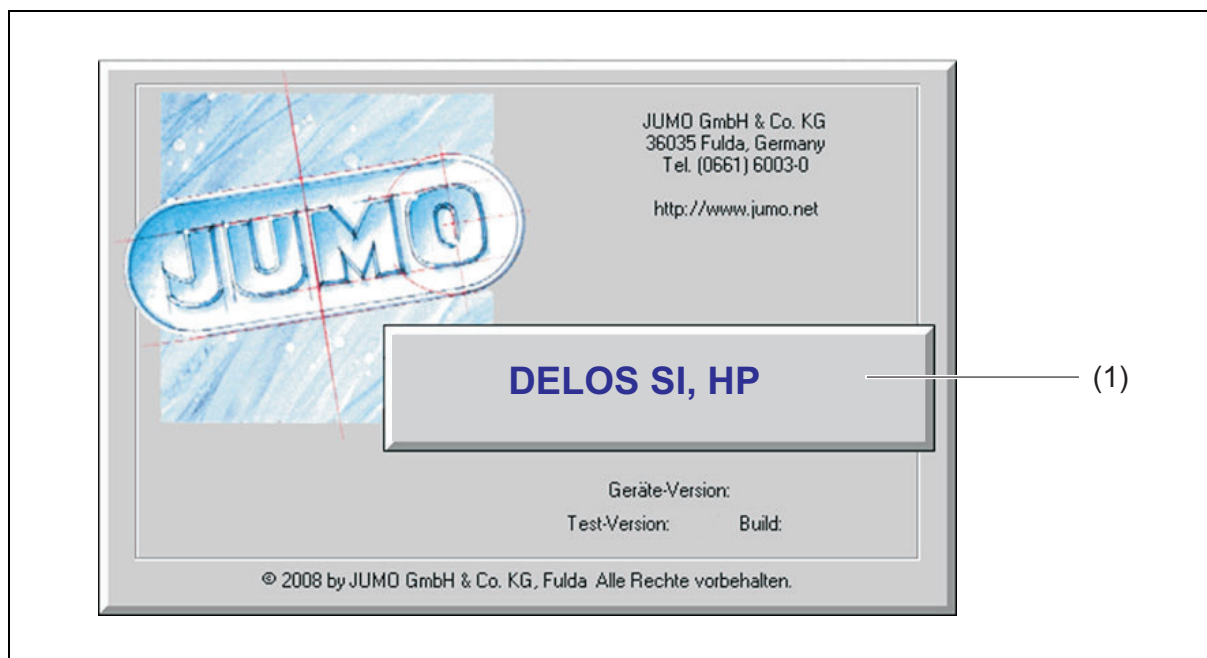 JUMO GmbH & Co. KG
36035 Fulda, Germany
Tel. (0661) 6003-0
http://www.jumo.net
JUMO
DELOS SI, HP
(1)
Geräte-Version:
Test-Version: Build:
© 2008 by JUMO GmbH & Co. KG, Fulda Alle Rechte vorbehalten.